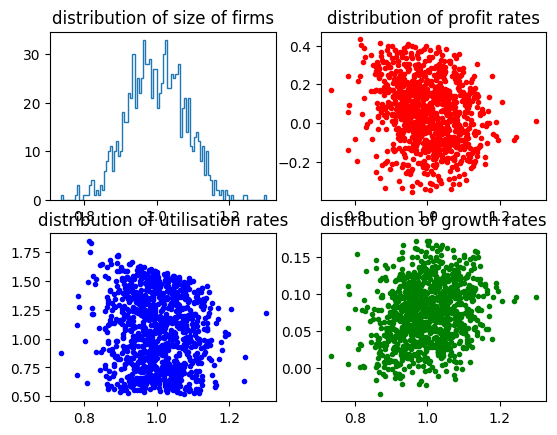 distribution of size of firms
30
20
10
0
0.8 1.0 1.2
distribution of profit rates
0.4
0.2
0.0
−0.2
0.8 1.0 1.2
distribution of utilisation rates
1.75
1.50
1.25
1.00
0.75
0.50
0.8 1.0 1.2
distribution of growth rates
0.15
0.10
0.05
0.00
0.8 1.0 1.2